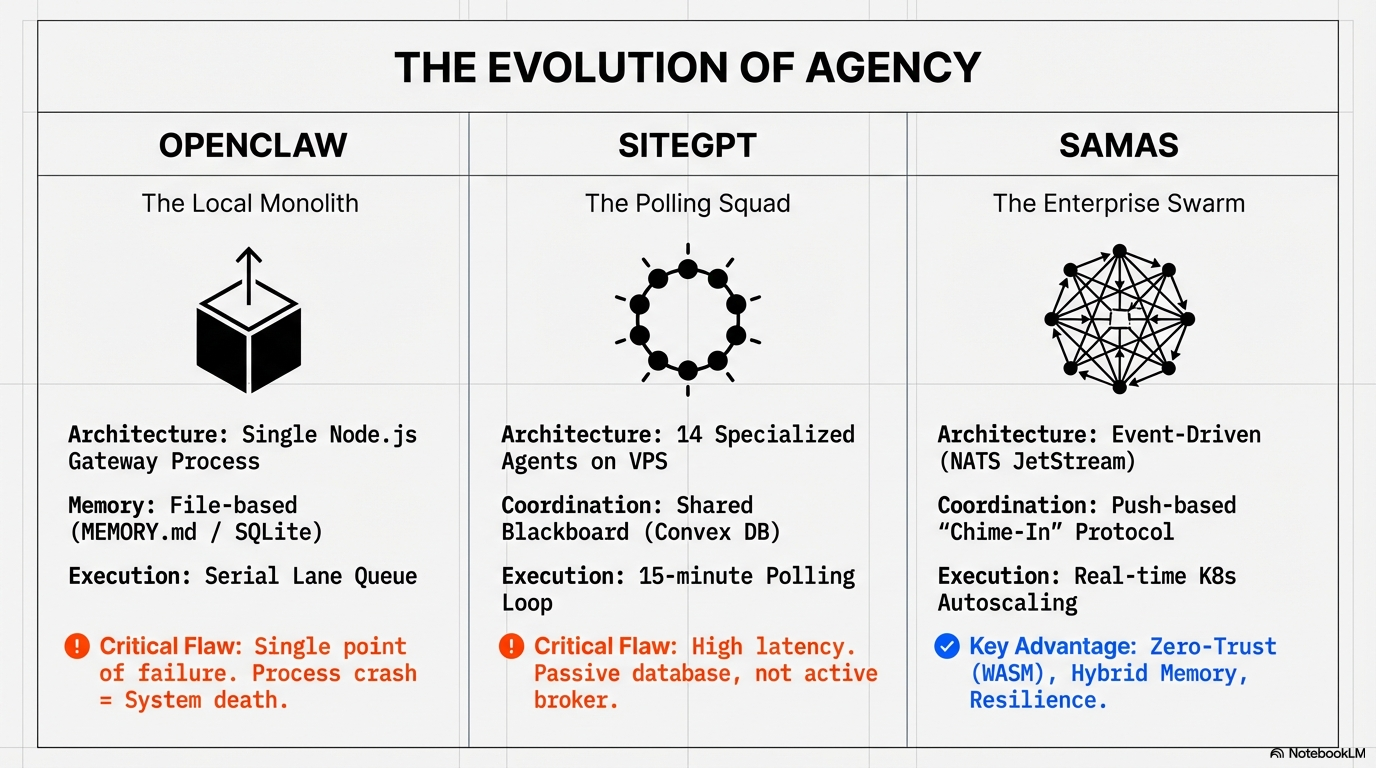 THE EVOLUTION OF AGENCY
OPENCLAW
The Local Monolith
Architecture: Single Node.js
Gateway Process
Memory: File-based
(MEMORY.md / SQLite)
Execution: Serial Lane Queue
Critical Flaw: Single point
of failure. Process crash
= System death.
SITEGPT
The Polling Squad
Architecture: 14 Specialized
Agents on VPS
Coordination: Shared
Blackboard (Convex DB)
Execution: 15-minute Polling
Loop
Critical Flaw: High latency.
Passive database, not active
broker.
SAMAS
The Enterprise Swarm
Architecture: Event-Driven
(NATS JetStream)
Coordination: Push-based
“Chime-In” Protocol
Execution: Real-time K8s
Autoscaling
Key Advantage: Zero-Trust
(WASM), Hybrid Memory,
Resilience.
NotebookLM